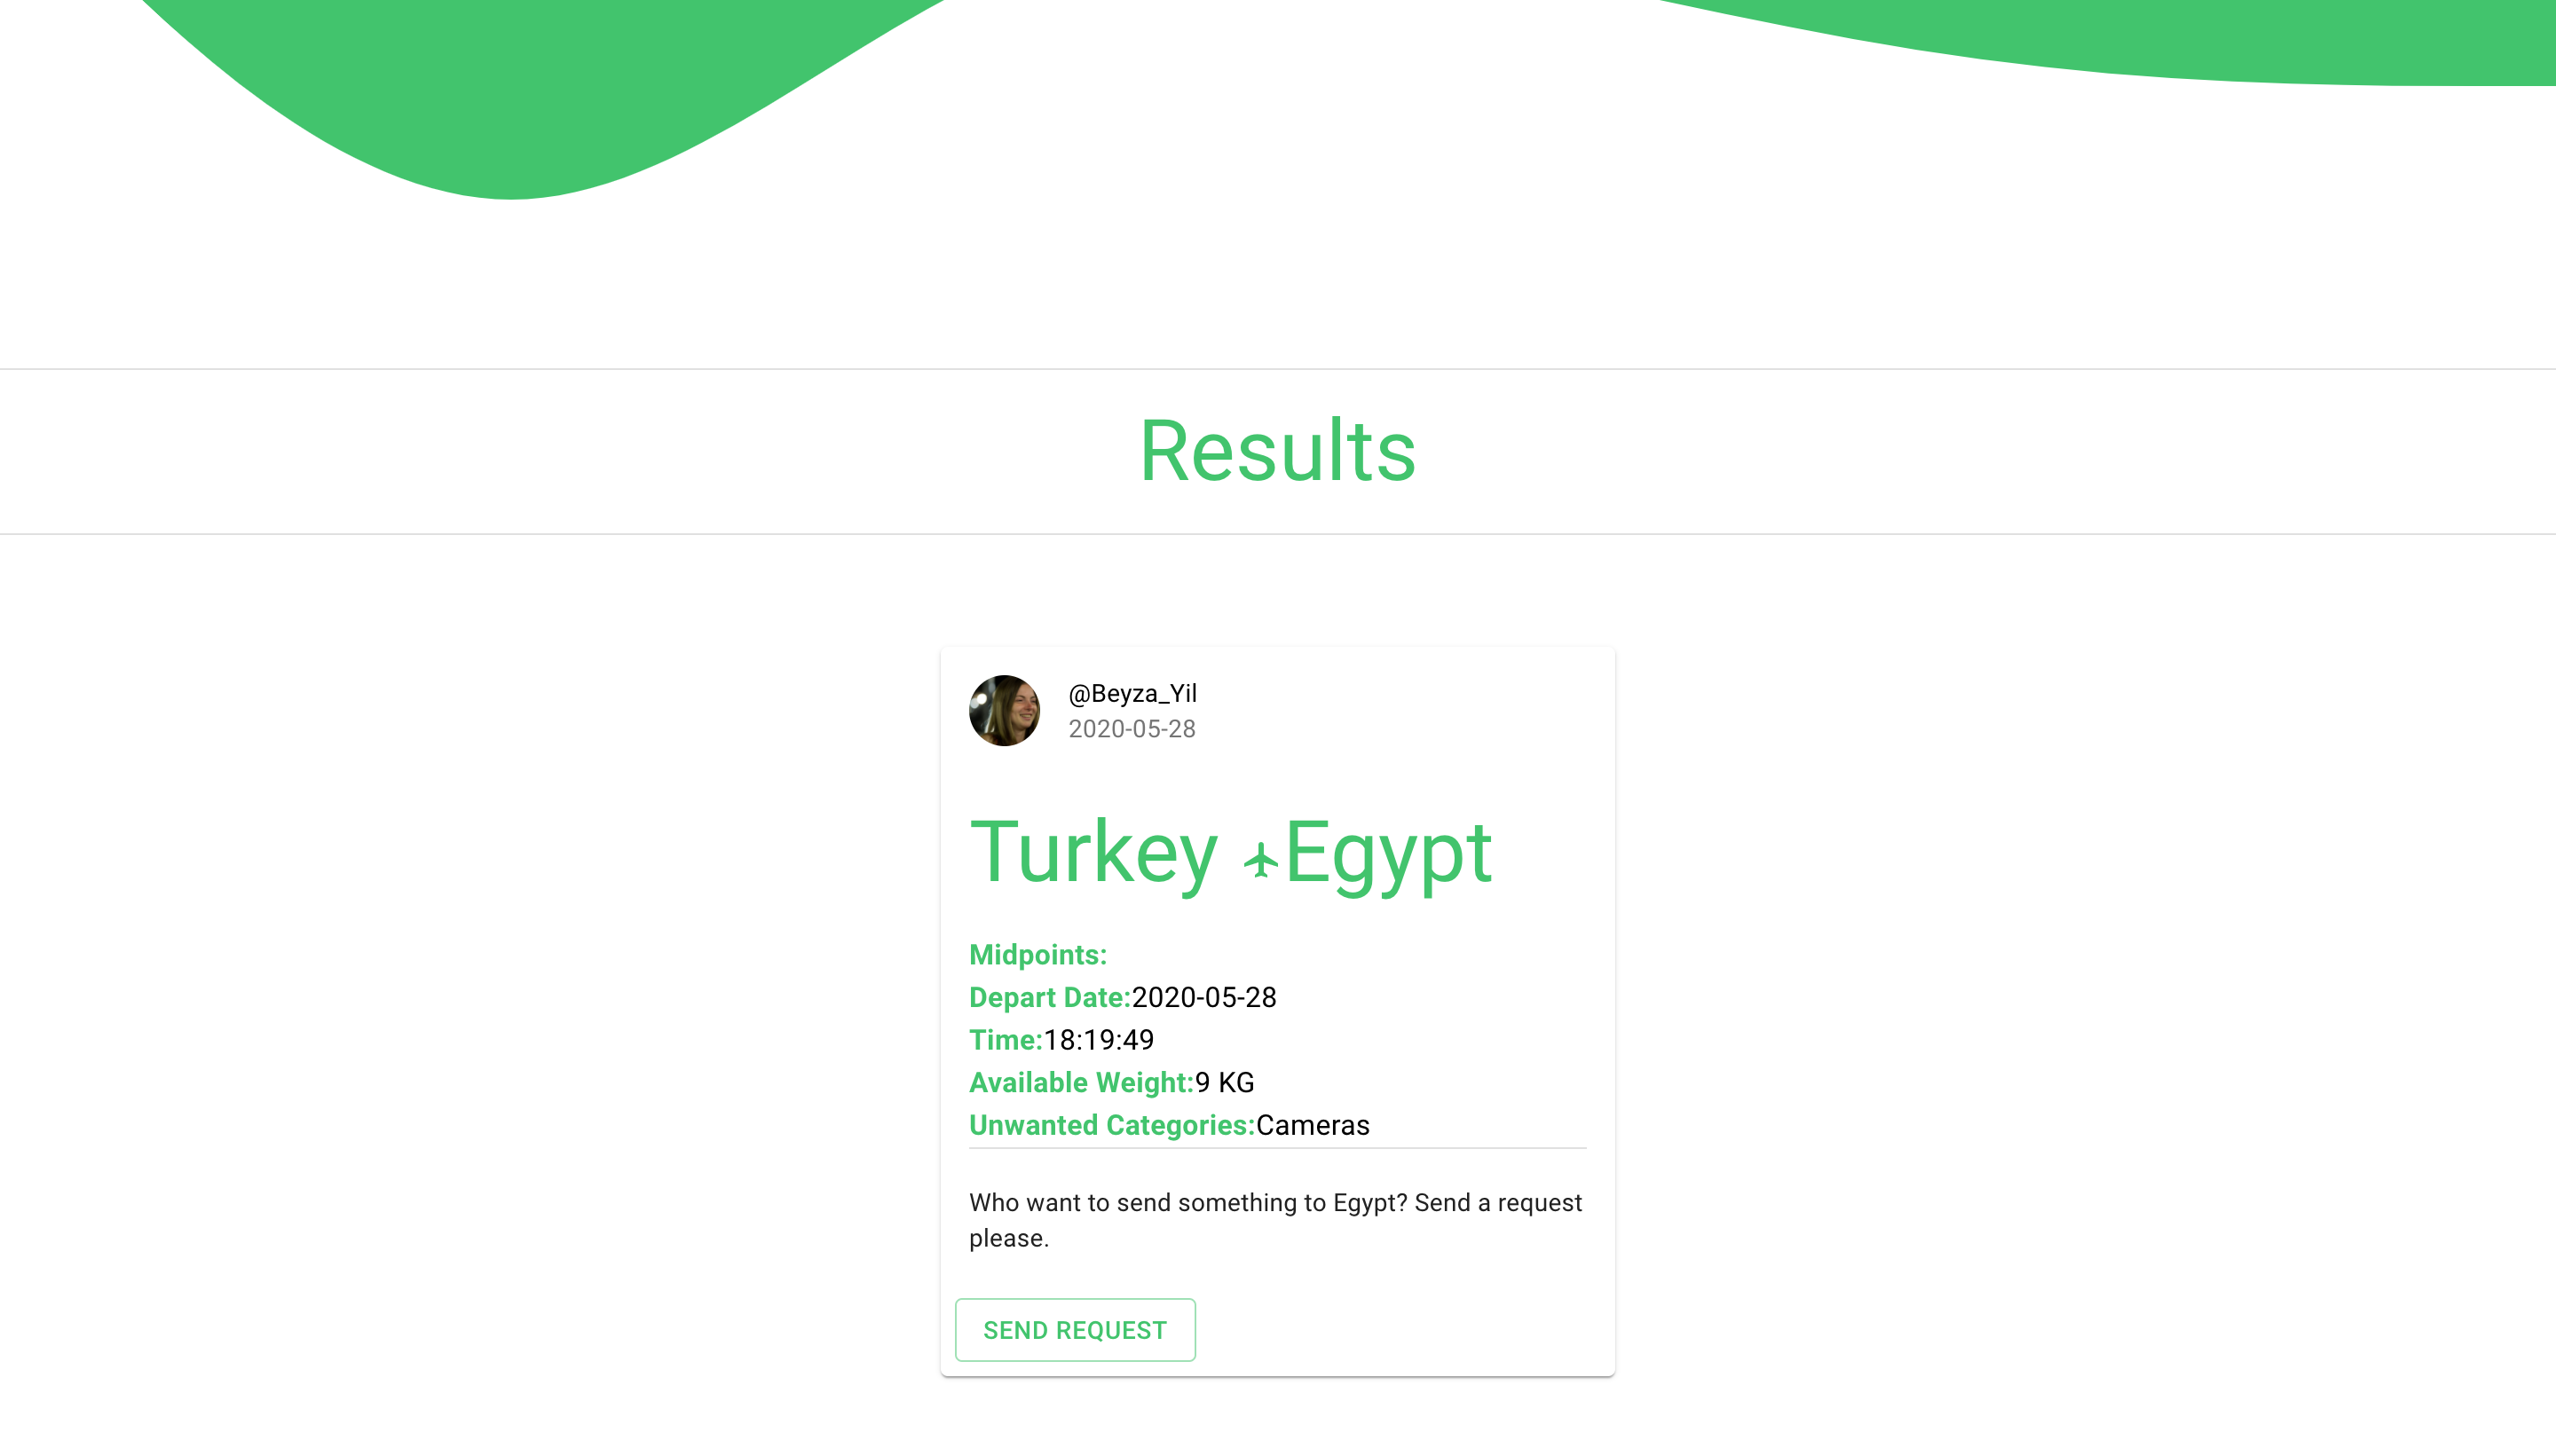 Results
@Beyza_Yil
2020-05-28
Turkey Egypt
Midpoints:
Depart Date:2020-05-28
Time:18:19:49
Available Weight:9 KG
Unwanted Categories:Cameras
Who want to send something to Egypt? Send a request
please.
SEND REQUEST